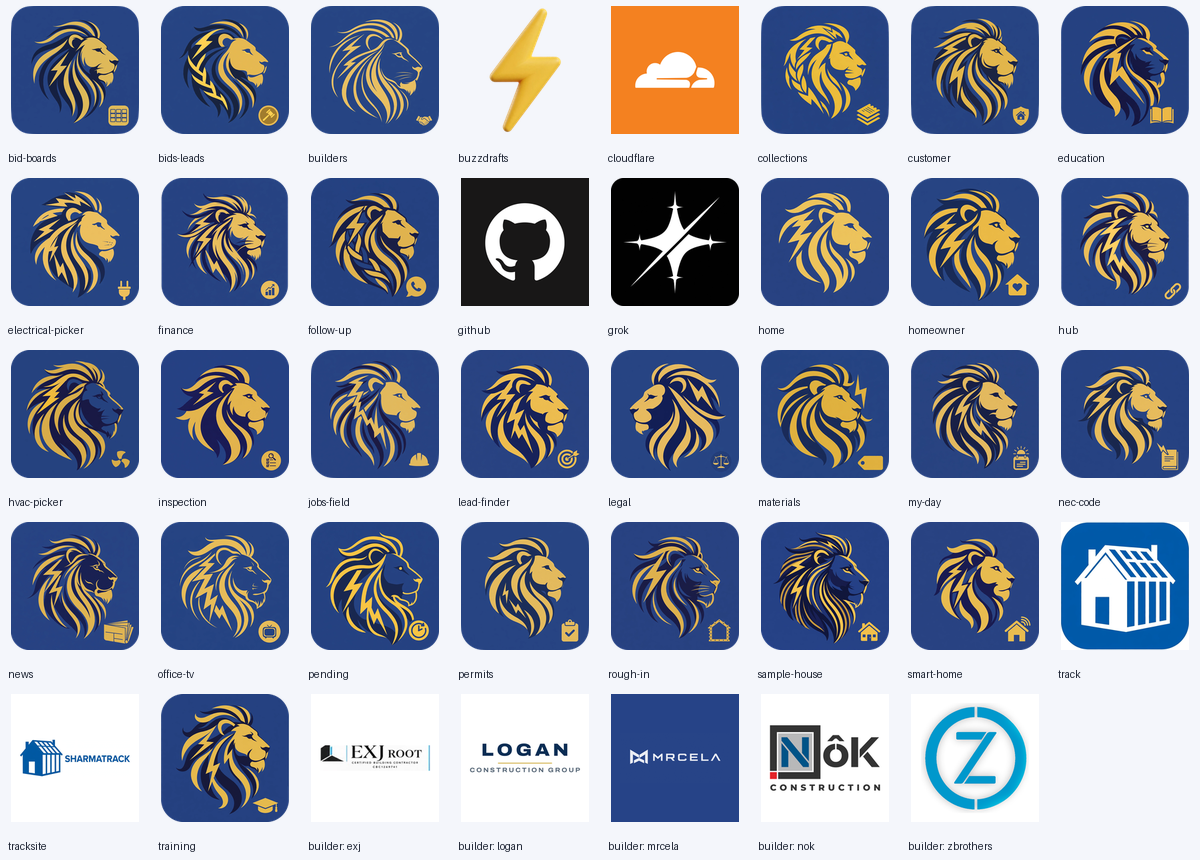 bid-boards
bids-leads
builders
buzzdrafts
cloudflare
collections
customer
education
electrical-picker
finance
follow-up
github
grok
home
homeowner
hub
hvac-picker
inspection
jobs-field
lead-finder
legal
materials
my-day
nec-code
news
office-tv
pending
permits
rough-in
sample-house
smart-home
track
SHARMATRACK
EXJ ROOT
CERTIFIED BUILDING CONTRACTOR
LOGAN
CONSTRUCTION GROUP
MRCELA
NôK
CONSTRUCTION
Z
tracksite
training
builder: exj
builder: logan
builder: mrcela
builder: nok
builder: zbrothers